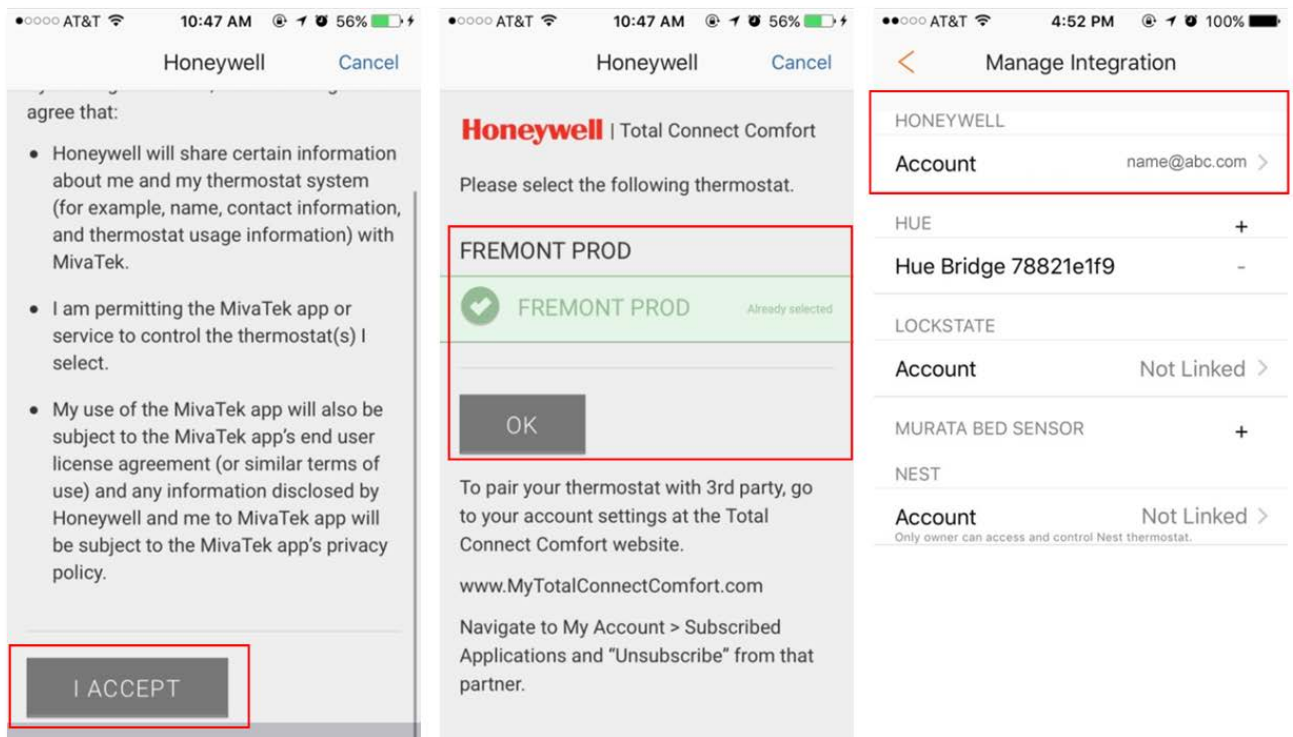 AT&T 10:47 AM 56%
Honeywell Cancel
agree that:
• Honeywell will share certain information
about me and my thermostat system
(for example, name, contact information,
and thermostat usage information) with
MivaTek.
• I am permitting the MivaTek app or
service to control the thermostat(s) I
select.
• My use of the MivaTek app will also be
subject to the MivaTek app's end user
license agreement (or similar terms of
use) and any information disclosed by
Honeywell and me to MivaTek app will
be subject to the MivaTek app's privacy
policy.
I ACCEPT
AT&T 10:47 AM 56%
Honeywell Cancel
Honeywell | Total Connect Comfort
Please select the following thermostat.
FREMONT PROD
FREMONT PROD Already selected
OK
To pair your thermostat with 3rd party, go
to your account settings at the Total
Connect Comfort website.
www.MyTotalConnectComfort.com
Navigate to My Account > Subscribed
Applications and “Unsubscribe” from that
partner.
AT&T 4:52 PM 100%
< Manage Integration
HONEYWELL
Account name@abc.com >
HUE +
Hue Bridge 78821e1f9 -
LOCKSTATE
Account Not Linked >
MURATA BED SENSOR +
NEST
Account Not Linked >
Only owner can access and control Nest thermostat.